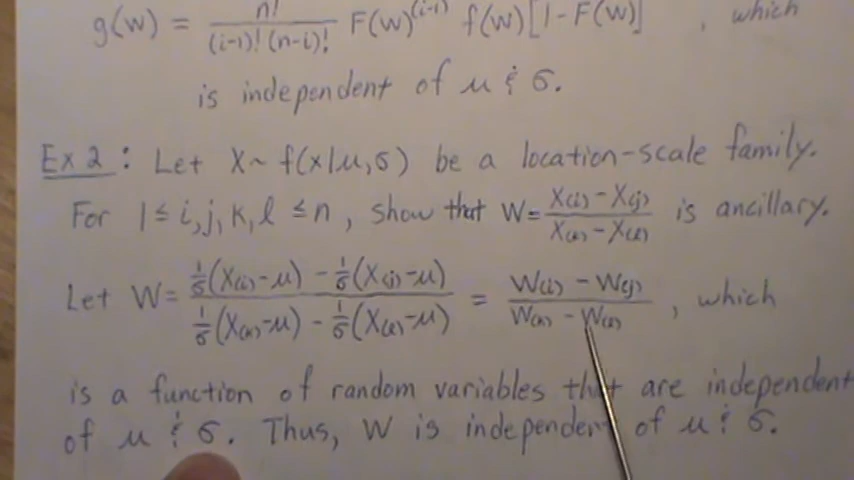 g(w) = n! / (i-1)! (n-i)! F(w)^(i-1) f(w)[1-F(w)] , which
is independent of μ & σ.
Ex 2 : Let X~ f(x|μ,σ) be a location-scale family.
For 1 ≤ i,j,k,l ≤ n , show that W = X(i) - X(j) / X(k) - X(l) is ancillary.
Let W = 1/σ(X(i)-μ) - 1/σ(X(j)-μ) / 1/σ(X(k)-μ) - 1/σ(X(l)-μ) = W(i) - W(j) / W(k) - W(l) , which
is a function of random variables that are independent
of μ & σ. Thus, W is independent of μ & σ.